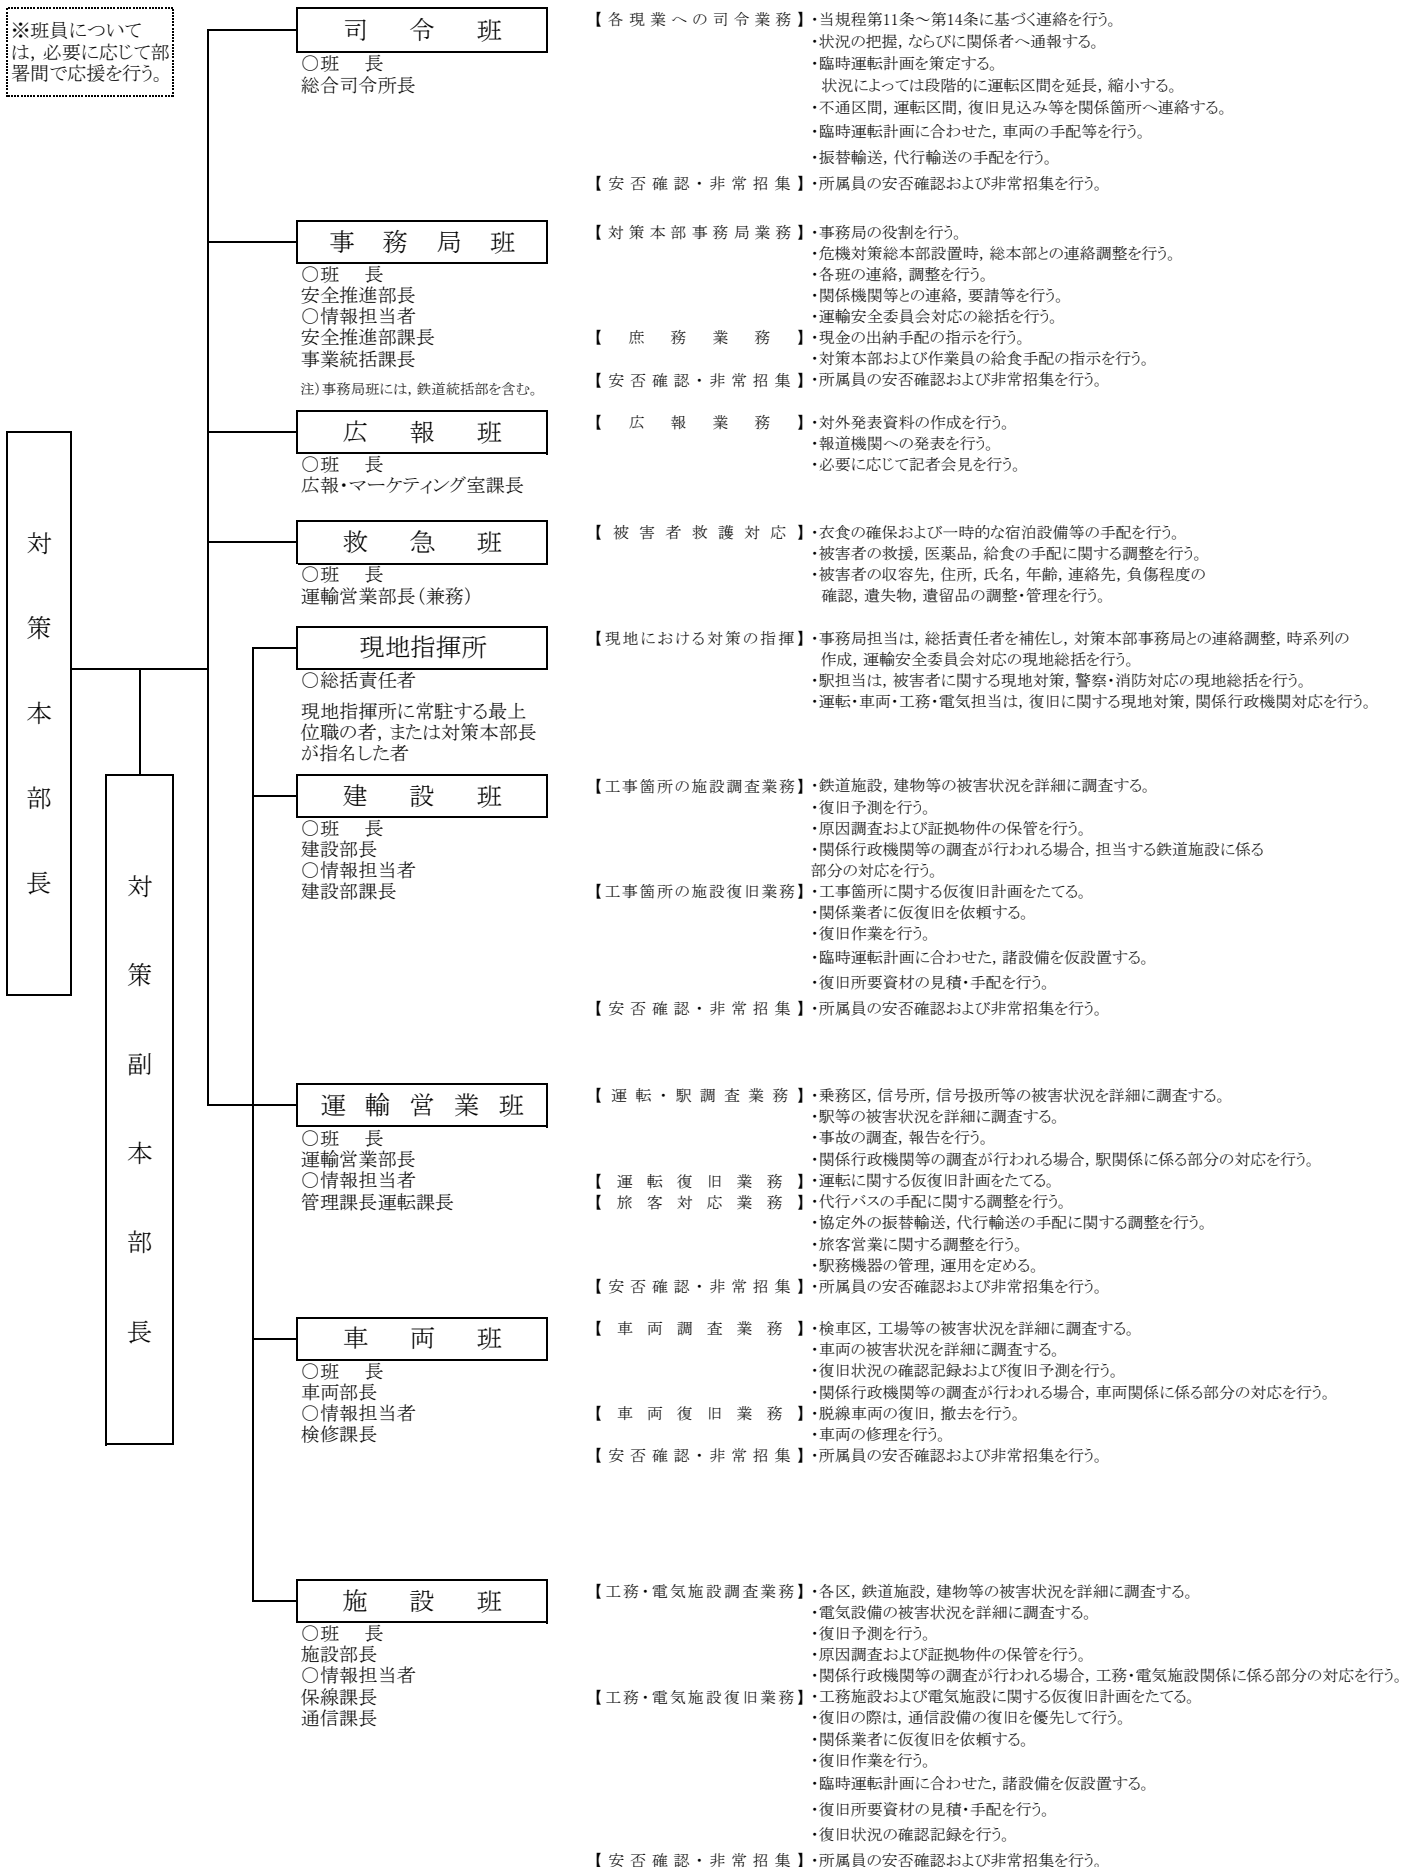 ※班員について
は, 必要に応じて部
署間で応援を行う。
対策本部長
対策副本部長
司令班
○班　長
総合司令所長
【各現業への司令業務】・当規程第11条～第14条に基づく連絡を行う。
・状況の把握, ならびに関係者へ通報する。
・臨時運転計画を策定する。
状況によっては段階的に運転区間を延長, 縮小する。
・不通区間, 運転区間, 復旧見込み等を関係箇所へ連絡する。
・臨時運転計画に合わせた, 車両の手配等を行う。
・振替輸送, 代行輸送の手配を行う。
【安否確認・非常招集】・所属員の安否確認および非常招集を行う。
事務局班
○班　長
安全推進部長
○情報担当者
安全推進部課長
事業統括課長
注）事務局班には, 鉄道統括部を含む。
【対策本部事務局業務】・事務局の役割を行う。
・危機対策総本部設置時, 総本部との連絡調整を行う。
・各班の連絡, 調整を行う。
・関係機関等との連絡, 要請等を行う。
・運輸安全委員会対応の総括を行う。
【庶務業務】・現金の出納手配の指示を行う。
・対策本部および作業員の給食手配の指示を行う。
【安否確認・非常招集】・所属員の安否確認および非常招集を行う。
広報班
○班　長
広報・マーケティング室課長
【広報業務】・対外発表資料の作成を行う。
・報道機関への発表を行う。
・必要に応じて記者会見を行う。
救急班
○班　長
運輸営業部長（兼務）
【被害者救護対応】・衣食の確保および一時的な宿泊設備等の手配を行う。
・被害者の救援, 医薬品, 給食の手配に関する調整を行う。
・被害者の収容先, 住所, 氏名, 年齢, 連絡先, 負傷程度の
確認, 遺失物, 遺留品の調整・管理を行う。
現地指揮所
○総括責任者
現地指揮所に常駐する最上
位職の者, または対策本部長
が指名した者
【現地における対策の指揮】・事務局担当は, 総括責任者を補佐し, 対策本部事務局との連絡調整, 時系列の
作成, 運輸安全委員会対応の現地総括を行う。
・駅担当は, 被害者に関する現地対策, 警察・消防対応の現地総括を行う。
・運転・車両・工務・電気担当は, 復旧に関する現地対策, 関係行政機関対応を行う。
建設班
○班　長
建設部長
○情報担当者
建設部課長
【工事箇所の施設調査業務】・鉄道施設, 建物等の被害状況を詳細に調査する。
・復旧予測を行う。
・原因調査および証拠物件の保管を行う。
・関係行政機関等の調査が行われる場合, 担当する鉄道施設に係る
部分の対応を行う。
【工事箇所の施設復旧業務】・工事箇所に関する仮復旧計画をたてる。
・関係業者に仮復旧を依頼する。
・復旧作業を行う。
・臨時運転計画に合わせた, 諸設備を仮設置する。
・復旧所要資材の見積・手配を行う。
【安否確認・非常招集】・所属員の安否確認および非常招集を行う。
運輸営業班
○班　長
運輸営業部長
○情報担当者
管理課長運転課長
【運転・駅調査業務】・乗務区, 信号所, 信号扱所等の被害状況を詳細に調査する。
・駅等の被害状況を詳細に調査する。
・事故の調査, 報告を行う。
・関係行政機関等の調査が行われる場合, 駅関係に係る部分の対応を行う。
【運転復旧業務】・運転に関する仮復旧計画をたてる。
【旅客対応業務】・代行バスの手配に関する調整を行う。
・協定外の振替輸送, 代行輸送の手配に関する調整を行う。
・旅客営業に関する調整を行う。
・駅務機器の管理, 運用を定める。
【安否確認・非常招集】・所属員の安否確認および非常招集を行う。
車両班
○班　長
車両部長
○情報担当者
検修課長
【車両調査業務】・検車区, 工場等の被害状況を詳細に調査する。
・車両の被害状況を詳細に調査する。
・復旧状況の確認記録および復旧予測を行う。
・関係行政機関等の調査が行われる場合, 車両関係に係る部分の対応を行う。
【車両復旧業務】・脱線車両の復旧, 撤去を行う。
・車両の修理を行う。
【安否確認・非常招集】・所属員の安否確認および非常招集を行う。
施設班
○班　長
施設部長
○情報担当者
保線課長
通信課長
【工務・電気施設調査業務】・各区, 鉄道施設, 建物等の被害状況を詳細に調査する。
・電気設備の被害状況を詳細に調査する。
・復旧予測を行う。
・原因調査および証拠物件の保管を行う。
・関係行政機関等の調査が行われる場合, 工務・電気施設関係に係る部分の対応を行う。
【工務・電気施設復旧業務】・工務施設および電気施設に関する仮復旧計画をたてる。
・復旧の際は, 通信設備の復旧を優先して行う。
・関係業者に仮復旧を依頼する。
・復旧作業を行う。
・臨時運転計画に合わせた, 諸設備を仮設置する。
・復旧所要資材の見積・手配を行う。
・復旧状況の確認記録を行う。
【安否確認・非常招集】・所属員の安否確認および非常招集を行う。